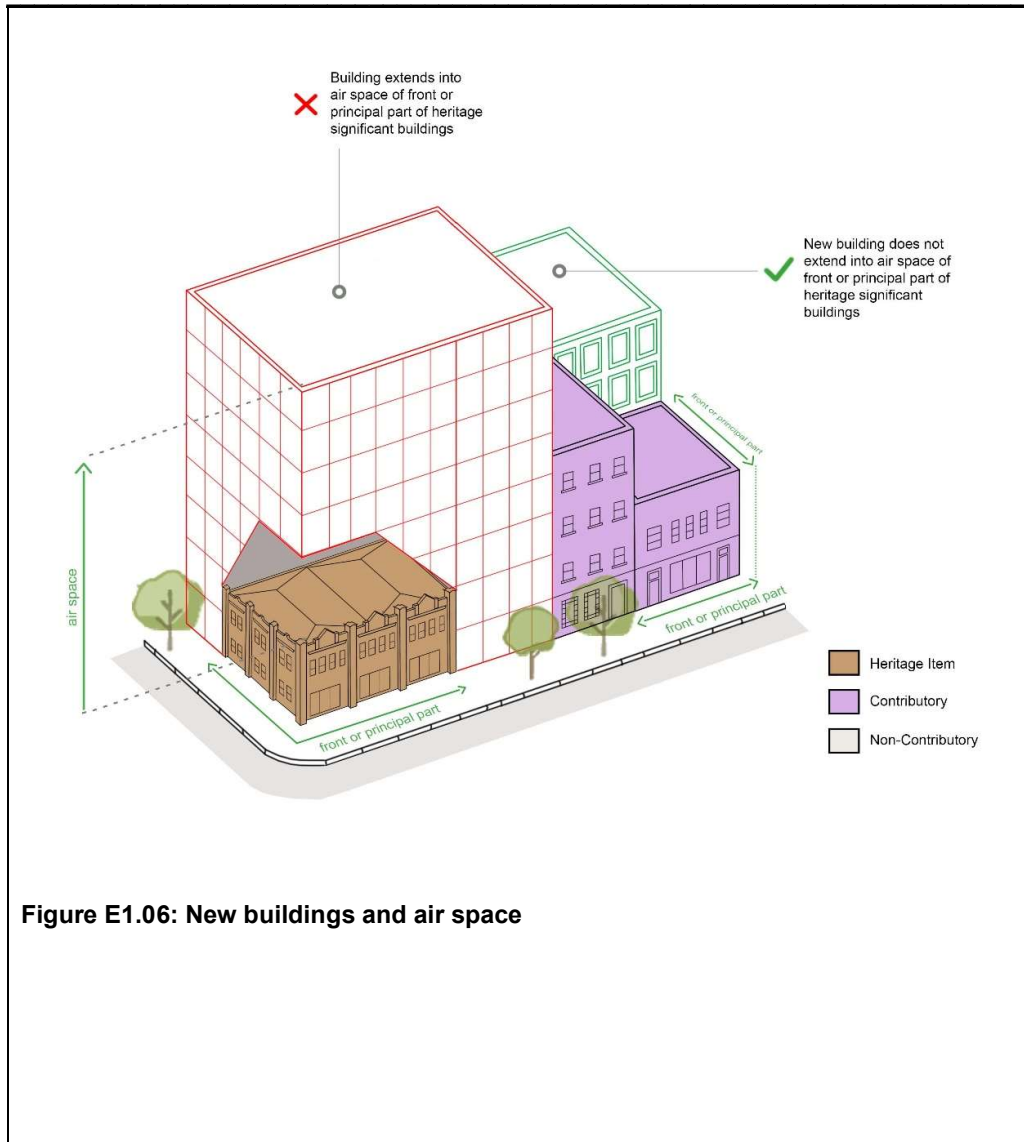 Building extends into
air space of front or
principal part of heritage
significant buildings
New building does not
extend into air space of
front or principal part of
heritage significant
buildings
front or principal part
air space
front or principal part
front or principal part
Heritage Item
Contributory
Non-Contributory
Figure E1.06: New buildings and air space